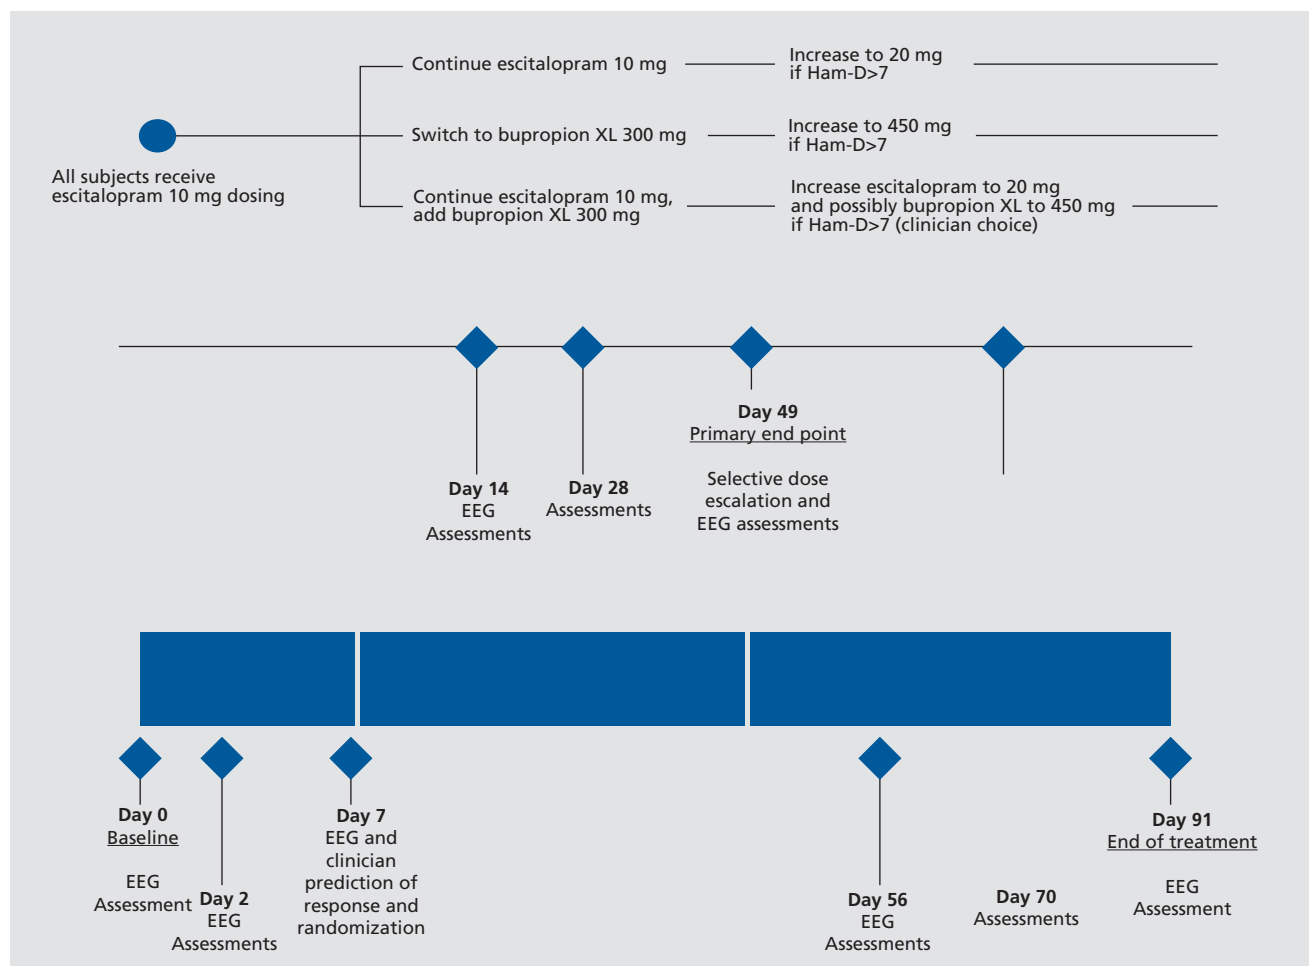 Continue escitalopram 10 mg
Increase to 20 mg
if Ham-D>7
Switch to bupropion XL 300 mg
Increase to 450 mg
if Ham-D>7
All subjects receive
escitalopram 10 mg dosing
Continue escitalopram 10 mg,
add bupropion XL 300 mg
Increase escitalopram to 20 mg
and possibly bupropion XL to 450 mg
if Ham-D>7 (clinician choice)
Day 14
EEG
Assessments
Day 28
Assessments
Day 49
Primary end point
Selective dose
escalation and
EEG assessments
Day 0
Baseline
EEG
Assessment
Day 2
EEG
Assessments
Day 7
EEG and
clinician
prediction of
response and
randomization
Day 56
EEG
Assessments
Day 70
Assessments
Day 91
End of treatment
EEG
Assessment